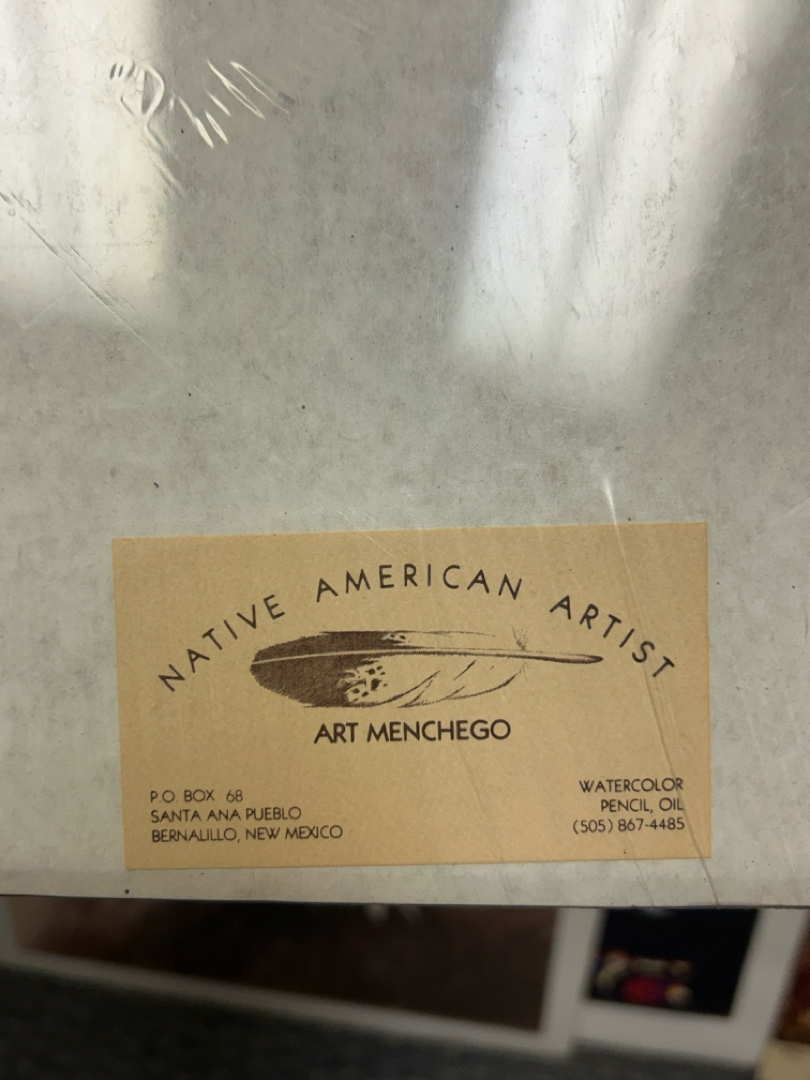 NATIVE AMERICAN ARTIST
ART MENCHEGO
P.O. BOX 68
SANTA ANA PUEBLO
BERNALILLO, NEW MEXICO
WATERCOLOR
PENCIL, OIL
(505) 867-4485